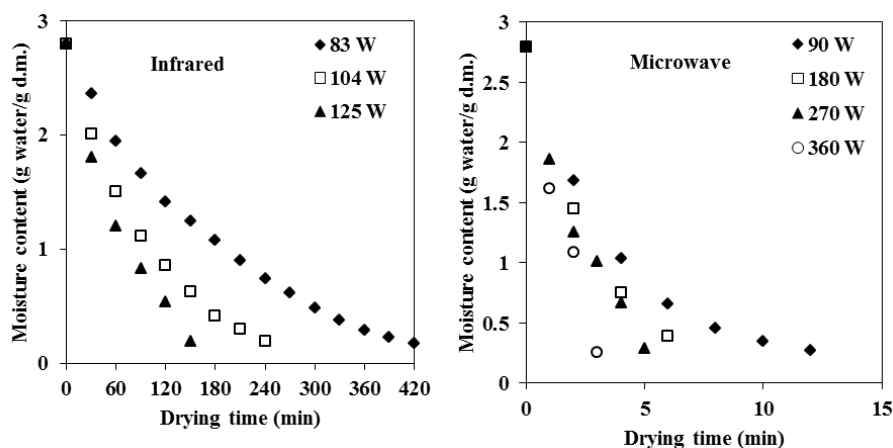 Moisture content (g water/g d.m.)
3
2
1
0
Infrared
83 W
104 W
125 W
0 60 120 180 240 300 360 420
Drying time (min)
Moisture content (g water/g d.m.)
3
2.5
2
1.5
1
0.5
0
Microwave
90 W
180 W
270 W
360 W
0 5 10 15
Drying time (min)